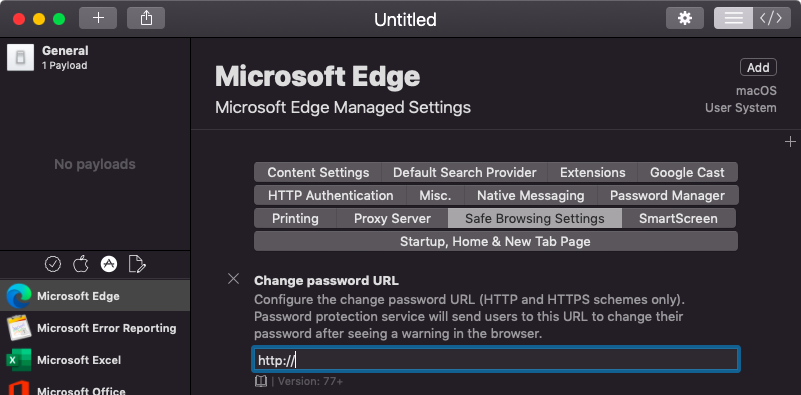 Untitled
General
1 Payload
No payloads
Microsoft Edge
Microsoft Error Reporting
Microsoft Excel
Microsoft Office
Microsoft Edge
Add
Microsoft Edge Managed Settings
macOS
User System
Content Settings Default Search Provider Extensions Google Cast
HTTP Authentication Misc. Native Messaging Password Manager
Printing Proxy Server Safe Browsing Settings SmartScreen
Startup, Home & New Tab Page
Change password URL
Configure the change password URL (HTTP and HTTPS schemes only).
Password protection service will send users to this URL to change their
password after seeing a warning in the browser.
http://
| Version: 77+